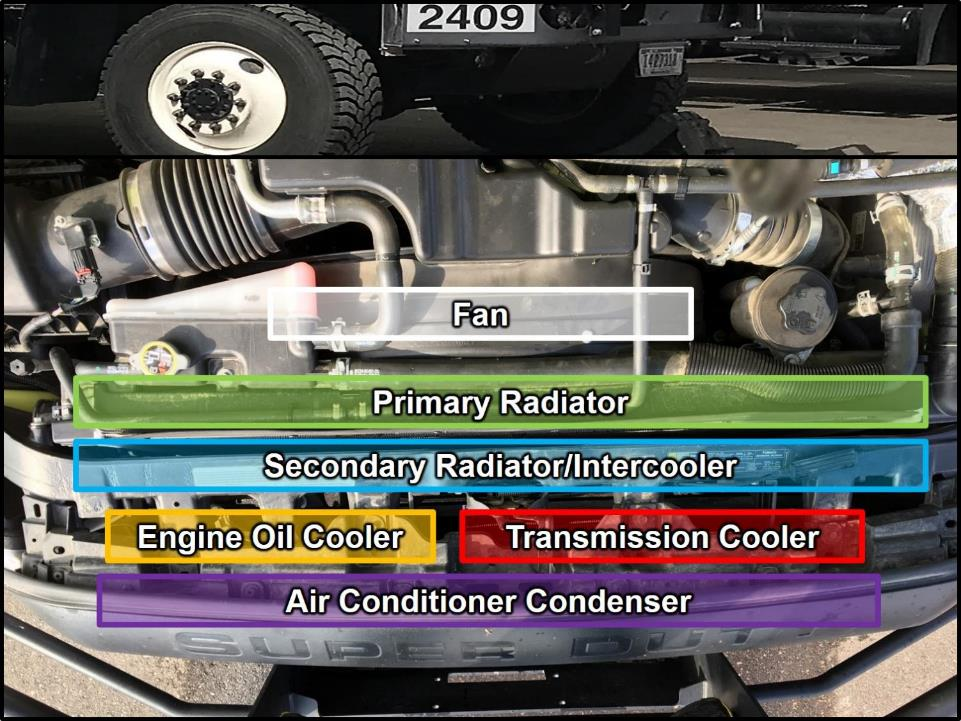 2409
Fan
Primary Radiator
Secondary Radiator/Intercooler
Engine Oil Cooler
Transmission Cooler
Air Conditioner Condenser
SUPER DUTY